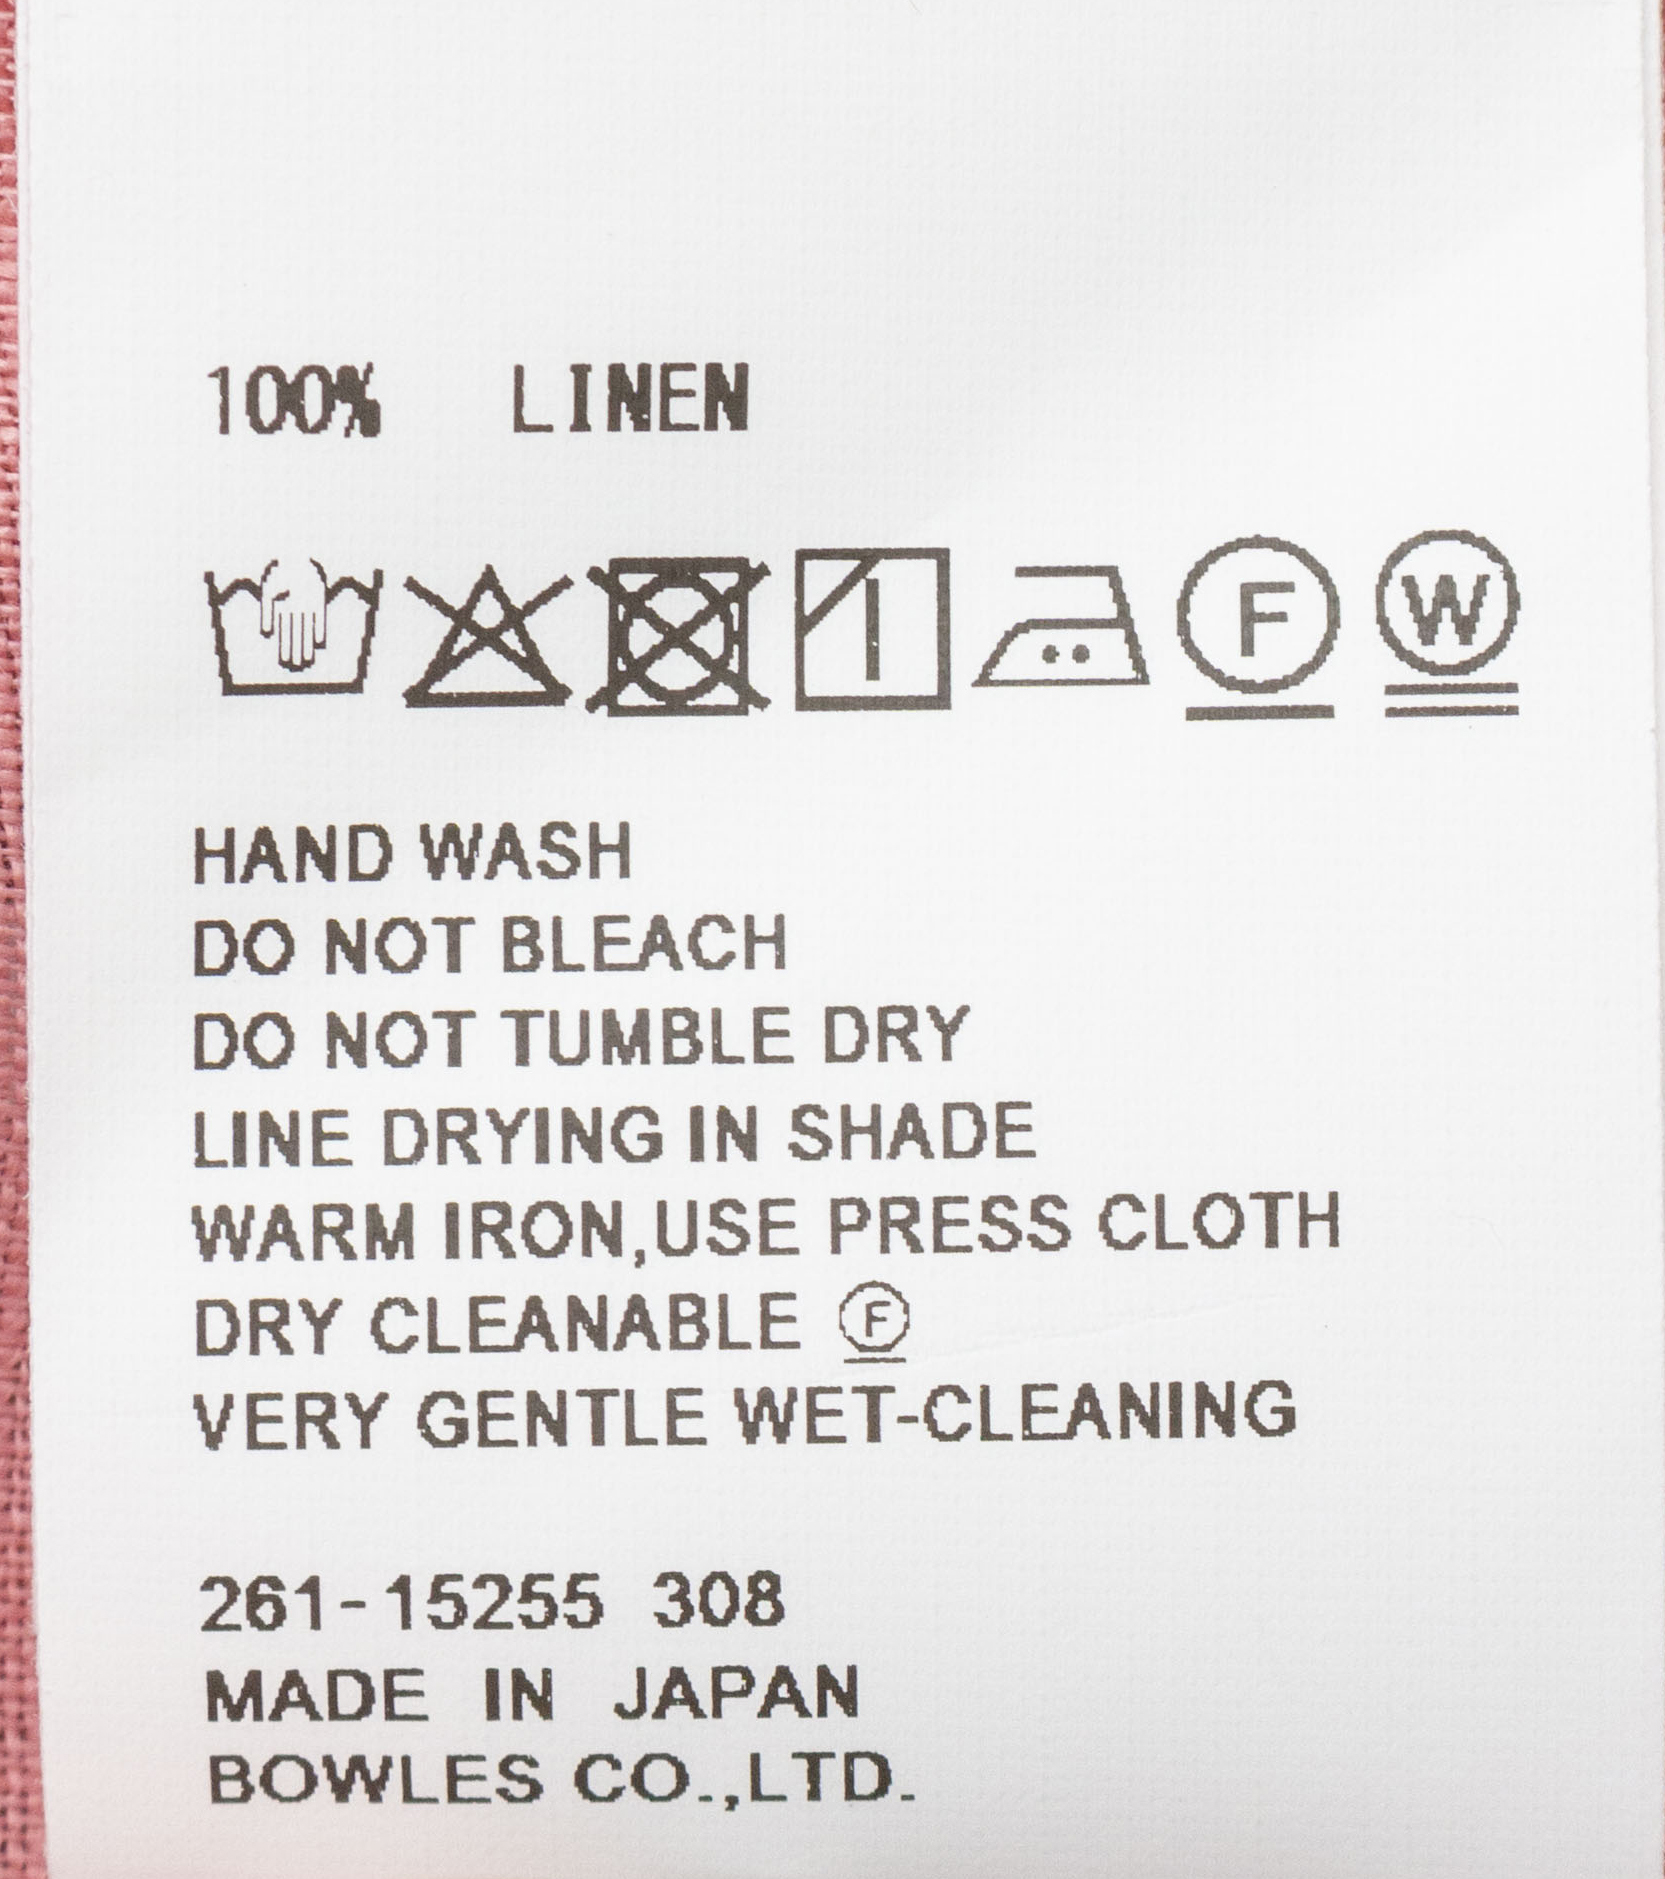 100% LINEN
F W
HAND WASH
DO NOT BLEACH
DO NOT TUMBLE DRY
LINE DRYING IN SHADE
WARM IRON,USE PRESS CLOTH
DRY CLEANABLE Ⓕ
VERY GENTLE WET-CLEANING
261-15255 308
MADE IN JAPAN
BOWLES CO.,LTD.